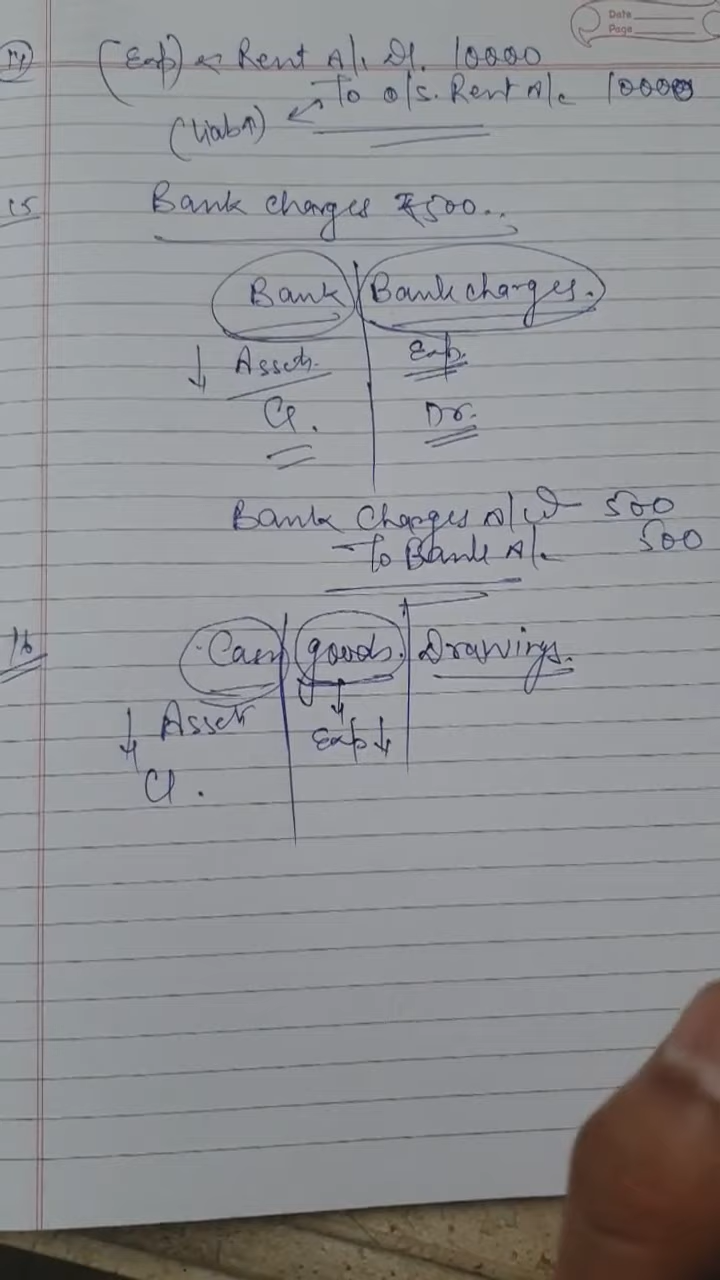 Date
Page
14 (Exp) ← Rent A/c Dr. 10000
To o/s. Rent A/c 10000
(Liab↑)
15 Bank charges ₹500..
Bank | Bank charges.
↓ Assets. | Exp.
Cr. | Dr.
Bank Charges A/c Dr 500
To Bank A/c 500
16 Cash | goods. | Drawings.
↓ Asset | Exp↓
Cr.